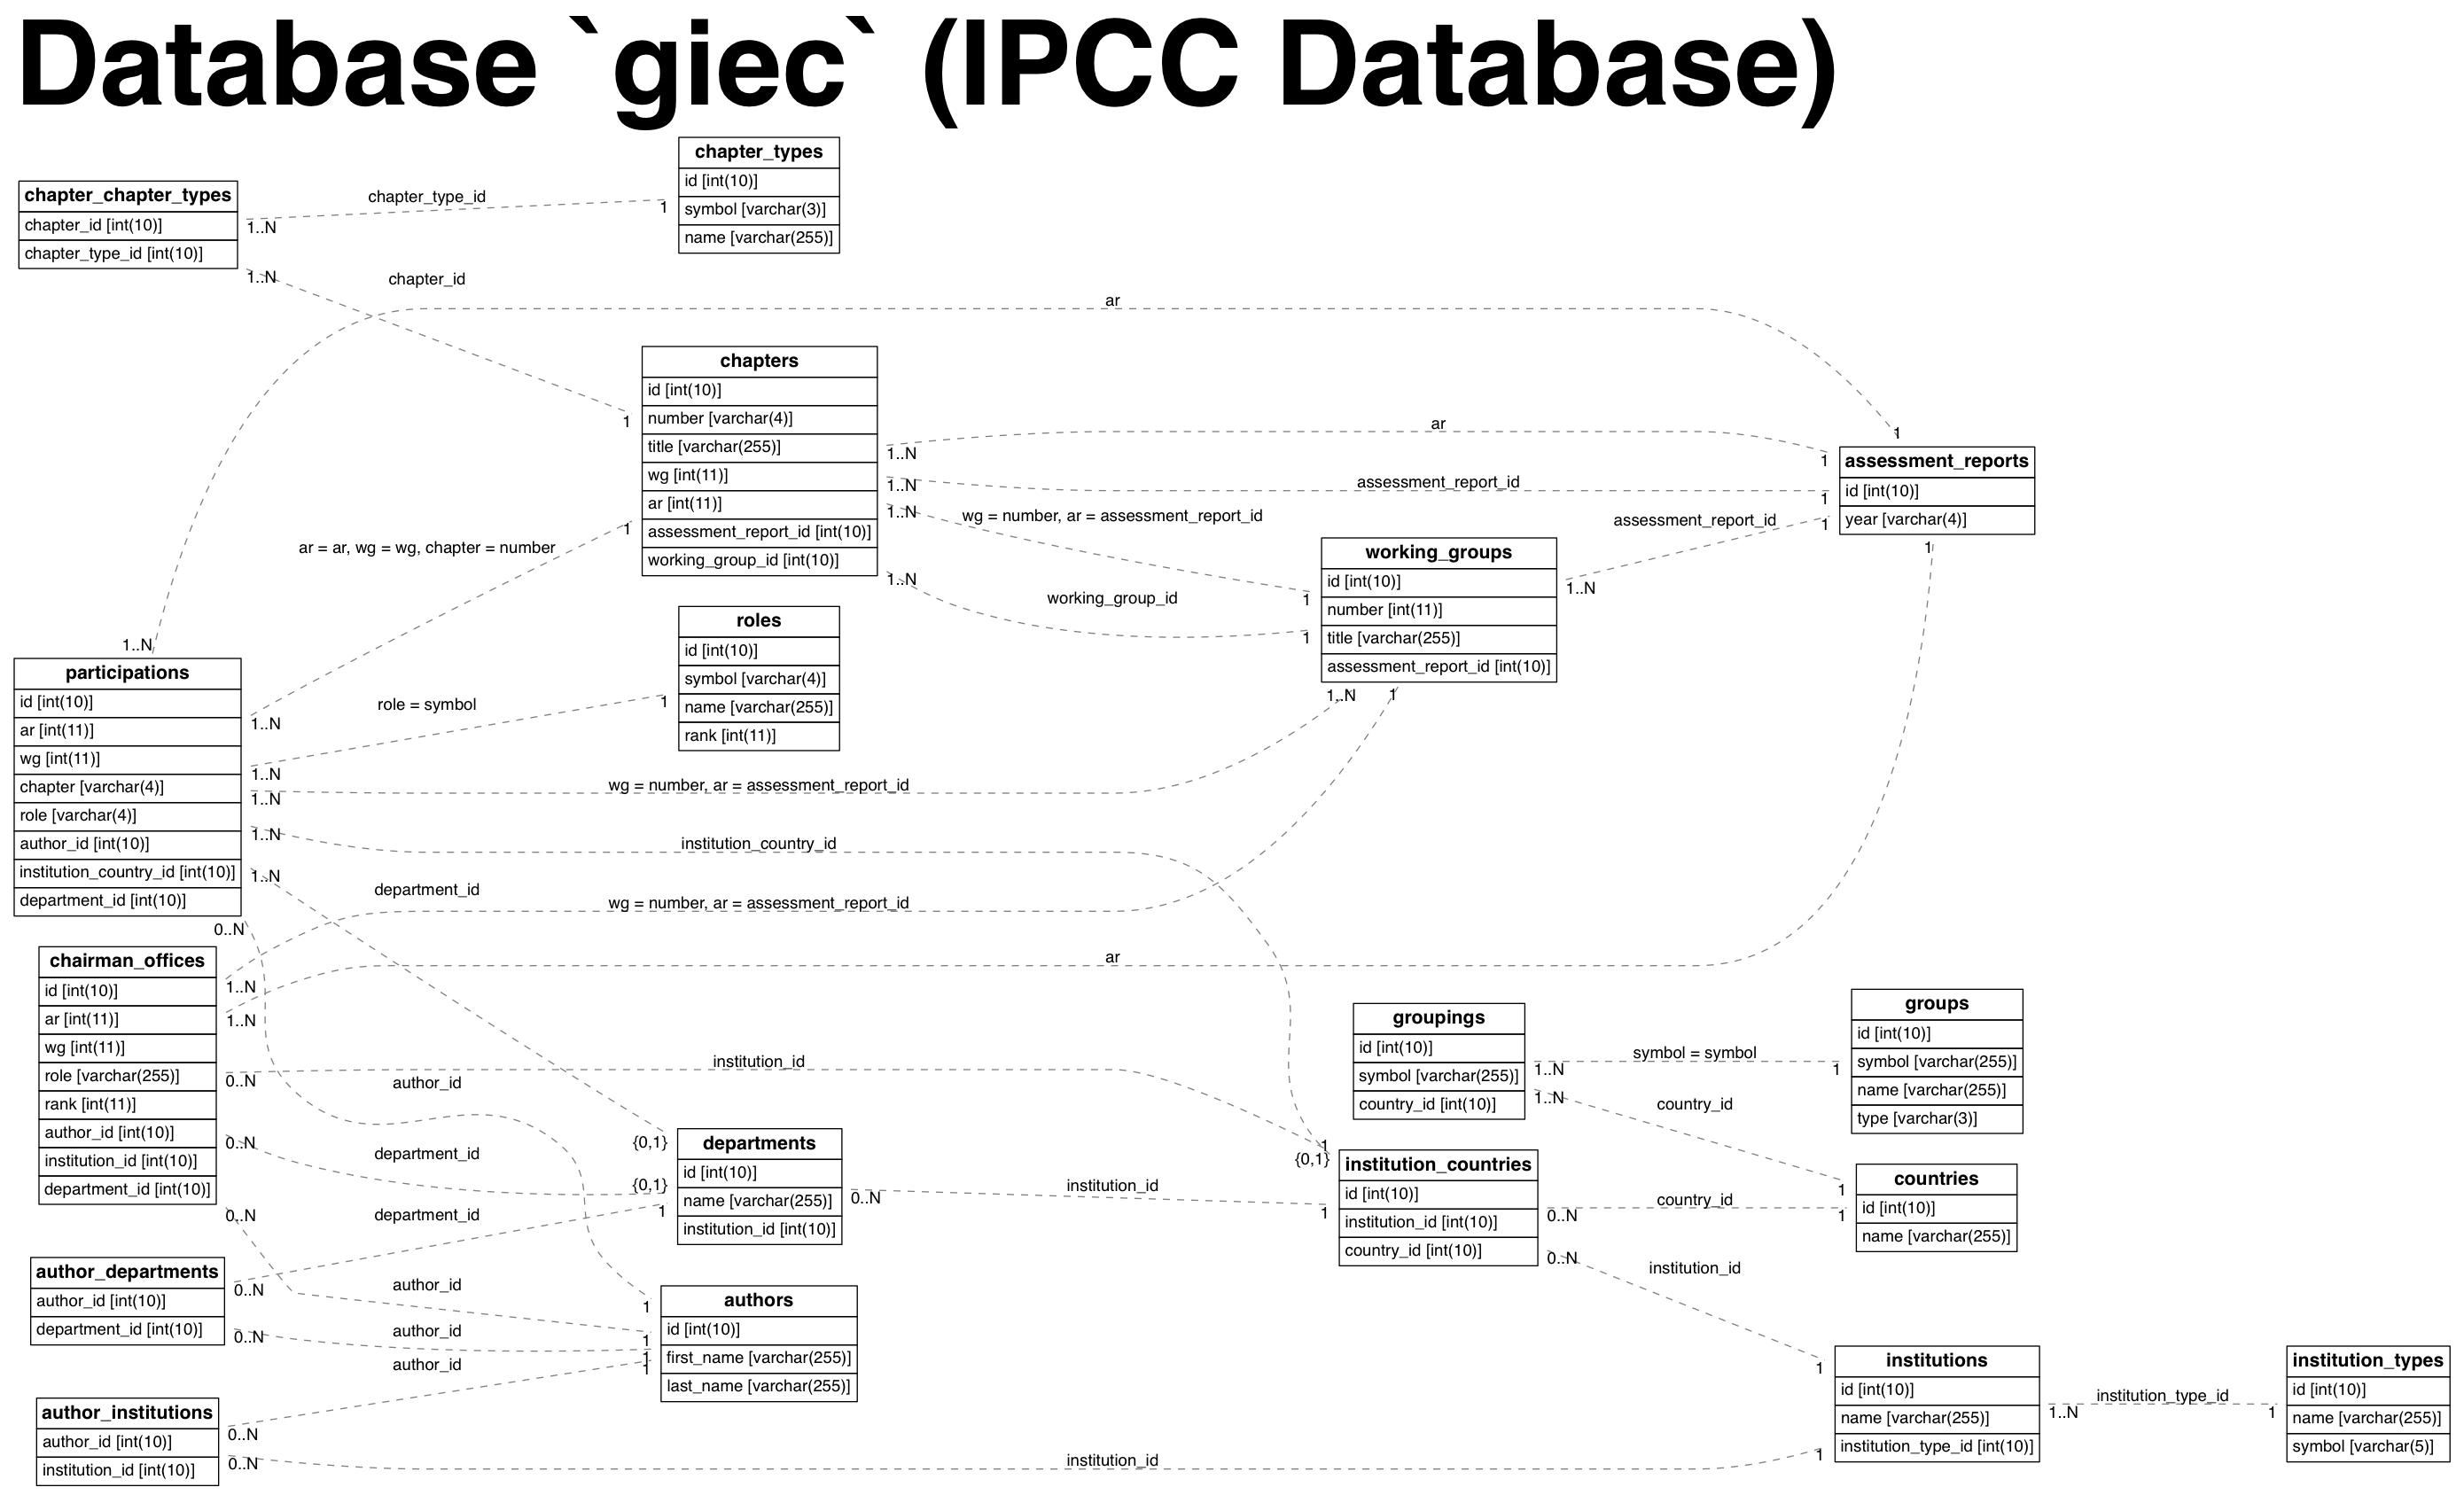 Database `giec` (IPCC Database)
chapter_types
id [int(10)]
symbol [varchar(3)]
name [varchar(255)]
chapter_chapter_types
chapter_id [int(10)]
chapter_type_id [int(10)]
chapter_type_id
1..N
1
1..N
chapter_id
1
ar
1..N
1
chapters
id [int(10)]
number [varchar(4)]
title [varchar(255)]
wg [int(11)]
ar [int(11)]
assessment_report_id [int(10)]
working_group_id [int(10)]
ar
1..N
1
assessment_report_id
1..N
1
wg = number, ar = assessment_report_id
1..N
1
working_group_id
1..N
1
assessment_reports
id [int(10)]
year [varchar(4)]
assessment_report_id
1..N
1
working_groups
id [int(10)]
number [int(11)]
title [varchar(255)]
assessment_report_id [int(10)]
ar = ar, wg = wg, chapter = number
1..N
1
roles
id [int(10)]
symbol [varchar(4)]
name [varchar(255)]
rank [int(11)]
participations
id [int(10)]
ar [int(11)]
wg [int(11)]
chapter [varchar(4)]
role [varchar(4)]
author_id [int(10)]
institution_country_id [int(10)]
department_id [int(10)]
role = symbol
1..N
1
wg = number, ar = assessment_report_id
1..N
1..N
institution_country_id
1..N
{0,1}
department_id
1..N
{0,1}
wg = number, ar = assessment_report_id
1..N
1
0..N
author_id
1
chairman_offices
id [int(10)]
ar [int(11)]
wg [int(11)]
role [varchar(255)]
rank [int(11)]
author_id [int(10)]
institution_id [int(10)]
department_id [int(10)]
ar
1..N
1
institution_id
0..N
1
department_id
0..N
{0,1}
0..N
author_id
1
groupings
id [int(10)]
symbol [varchar(255)]
country_id [int(10)]
symbol = symbol
1..N
1
country_id
1..N
1
groups
id [int(10)]
symbol [varchar(255)]
name [varchar(255)]
type [varchar(3)]
departments
id [int(10)]
name [varchar(255)]
institution_id [int(10)]
institution_id
0..N
1
institution_countries
id [int(10)]
institution_id [int(10)]
country_id [int(10)]
country_id
0..N
1
institution_id
0..N
1
countries
id [int(10)]
name [varchar(255)]
author_departments
author_id [int(10)]
department_id [int(10)]
department_id
0..N
1
author_id
0..N
1
authors
id [int(10)]
first_name [varchar(255)]
last_name [varchar(255)]
author_institutions
author_id [int(10)]
institution_id [int(10)]
author_id
0..N
1
institution_id
0..N
1
institutions
id [int(10)]
name [varchar(255)]
institution_type_id [int(10)]
institution_type_id
1..N
1
institution_types
id [int(10)]
name [varchar(255)]
symbol [varchar(5)]